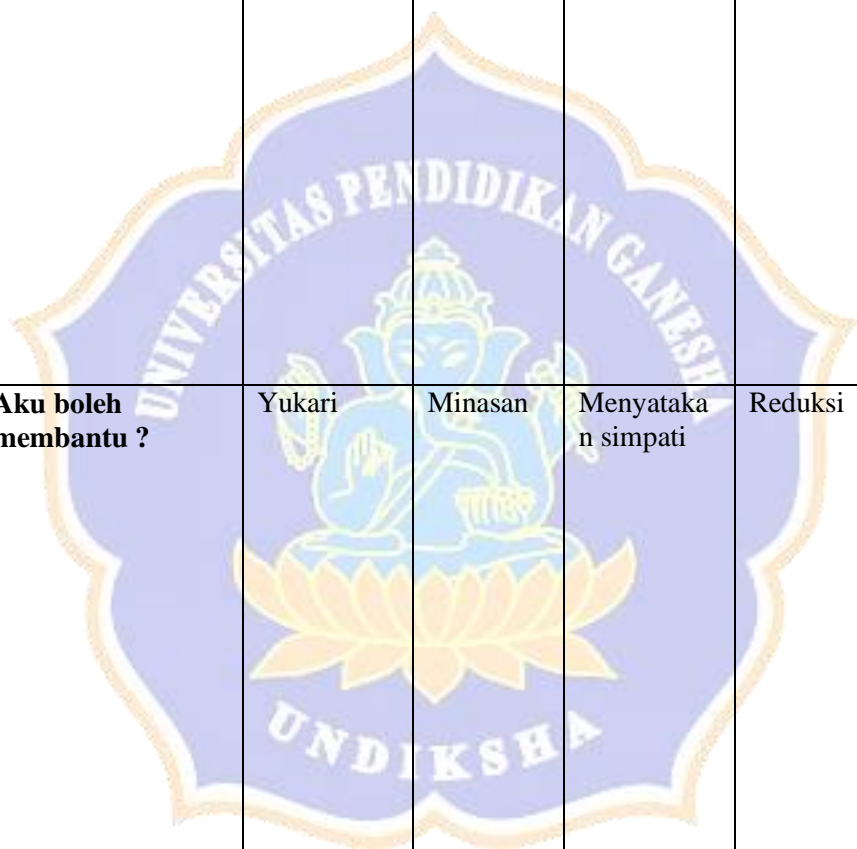 UNIVERSITAS PENDIDIKAN GANESHA
Aku boleh
membantu ?
Yukari
Minasan
Menyataka
n simpati
Reduksi
UNDIKSHA